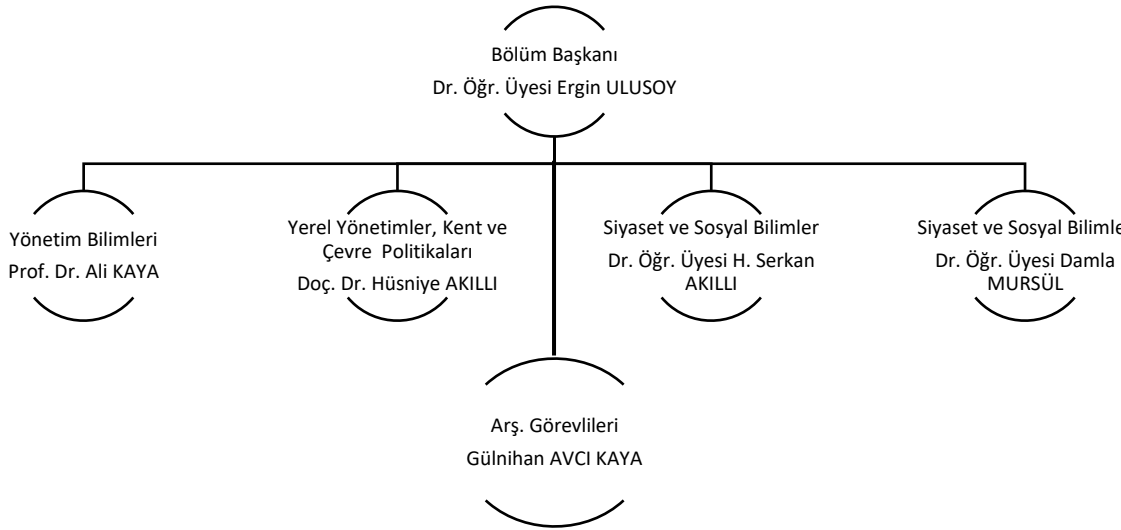 Bölüm Başkanı
Dr. Öğr. Üyesi Ergin ULUSOY
Yönetim Bilimleri
Prof. Dr. Ali KAYA
Yerel Yönetimler, Kent ve
Çevre Politikaları
Doç. Dr. Hüsniye AKILLI
Siyaset ve Sosyal Bilimler
Dr. Öğr. Üyesi H. Serkan
AKILLI
Siyaset ve Sosyal Bilimle
Dr. Öğr. Üyesi Damla
MURSÜL
Arş. Görevlileri
Gülnihan AVCI KAYA